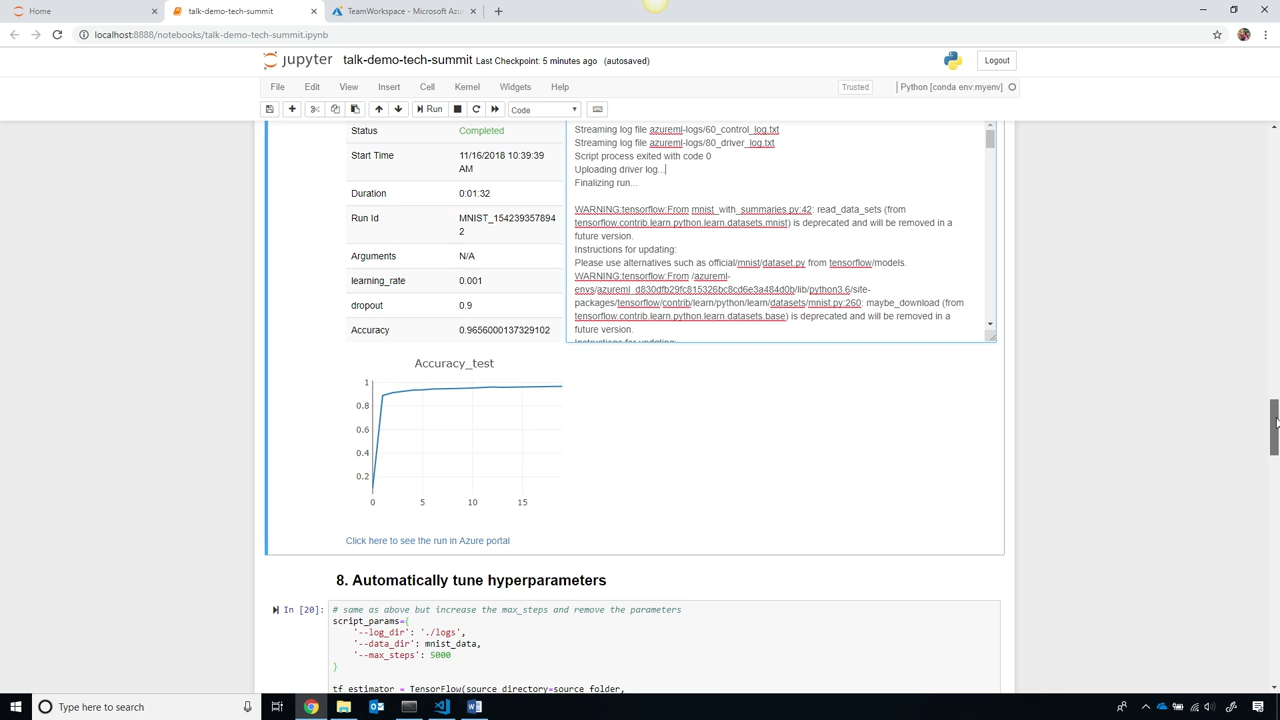 Home
talk-demo-tech-summit
TeamWorkspace - Microsoft Azu
localhost:8888/notebooks/talk-demo-tech-summit.ipynb
jupyter talk-demo-tech-summit Last Checkpoint: 5 minutes ago (autosaved)
Logout
File Edit View Insert Cell Kernel Widgets Help
Trusted
Python [conda env:myenv]
Run
Code
Status Completed
Start Time 11/16/2018 10:39:39
AM
Duration 0:01:32
Run Id MNIST_154239357894
2
Arguments N/A
learning_rate 0.001
dropout 0.9
Accuracy 0.9656000137329102
Streaming log file azureml-logs/60_control_log.txt
Streaming log file azureml-logs/80_driver_log.txt
Script process exited with code 0
Uploading driver log...
Finalizing run...
WARNING:tensorflow:From mnist_with_summaries.py:42: read_data_sets (from
tensorflow.contrib.learn.python.learn.datasets.mnist) is deprecated and will be removed in a
future version.
Instructions for updating:
Please use alternatives such as official/mnist/dataset.py from tensorflow/models.
WARNING:tensorflow:From /azureml-
envs/azureml_d830dfb29fc815326bc8cd6e3a484d0b/lib/python3.6/site-
packages/tensorflow/contrib/learn/python/learn/datasets/mnist.py:260: maybe_download (from
tensorflow.contrib.learn.python.learn.datasets.base) is deprecated and will be removed in a
future version.
Instructions for updating:
Accuracy_test
1
0.8
0.6
0.4
0.2
0 5 10 15
Click here to see the run in Azure portal
8. Automatically tune hyperparameters
In [20]:
# same as above but increase the max_steps and remove the parameters
script_params={
'--log_dir': './logs',
'--data_dir': mnist_data,
'--max_steps': 5000
}
tf_estimator = TensorFlow(source_directory=source_folder,
Type here to search